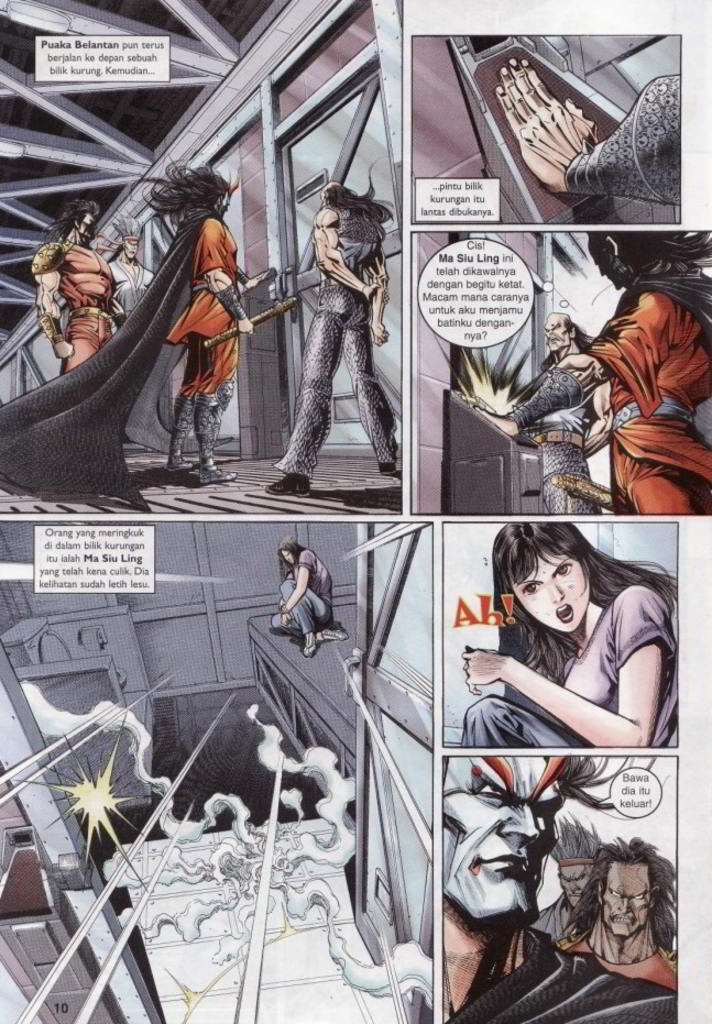 Puaka Belantan pun terus
berjalan ke depan sebuah
bilik kurung. Kemudian...
...pintu bilik
kurungan itu
lantas dibukanya.
Cis!
Ma Siu Ling ini
telah dikawalnya
dengan begitu ketat.
Macam mana caranya
untuk aku menjamu
batinku dengan-
nya?
Orang yang meringkuk
di dalam bilik kurungan
itu ialah Ma Siu Ling
yang telah kena culik. Dia
kelihatan sudah letih lesu.
Ah!
Bawa
dia itu
keluar!
10